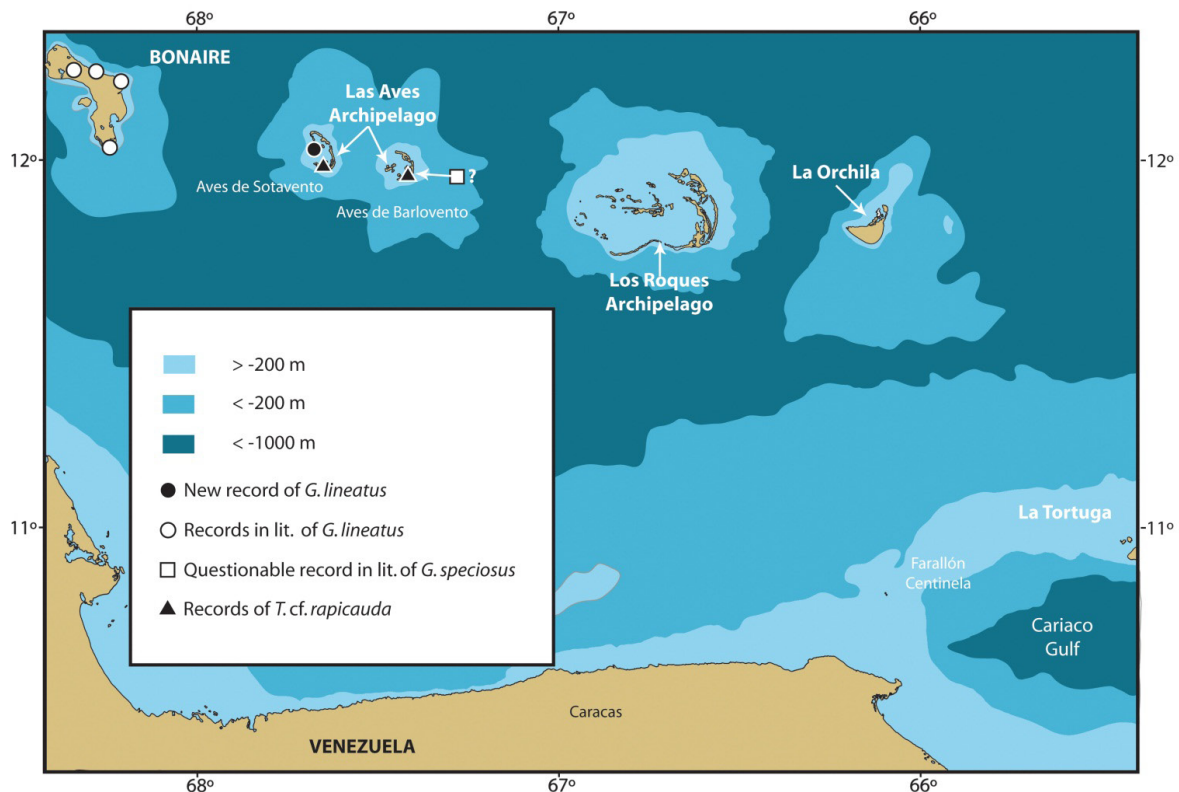 68º
67º
66º
BONAIRE
Las Aves
Archipelago
12º
12º
?
La Orchila
Aves de Sotavento
Aves de Barlovento
Los Roques
Archipelago
> -200 m
< -200 m
< -1000 m
New record of G. lineatus
Records in lit. of G. lineatus
Questionable record in lit. of G. speciosus
Records of T. cf. rapicauda
11º
11º
La Tortuga
Farallón
Centinela
Cariaco
Gulf
Caracas
VENEZUELA
68º
67º
66º